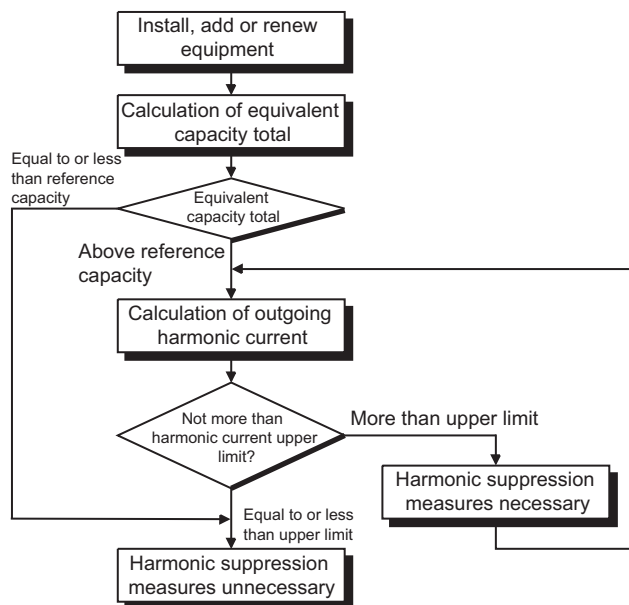 Install, add or renew
equipment
Calculation of equivalent
capacity total
Equal to or less
than reference
capacity
Equivalent
capacity total
Above reference
capacity
Calculation of outgoing
harmonic current
Not more than
harmonic current upper
limit?
More than upper limit
Harmonic suppression
measures necessary
Equal to or less
than upper limit
Harmonic suppression
measures unnecessary